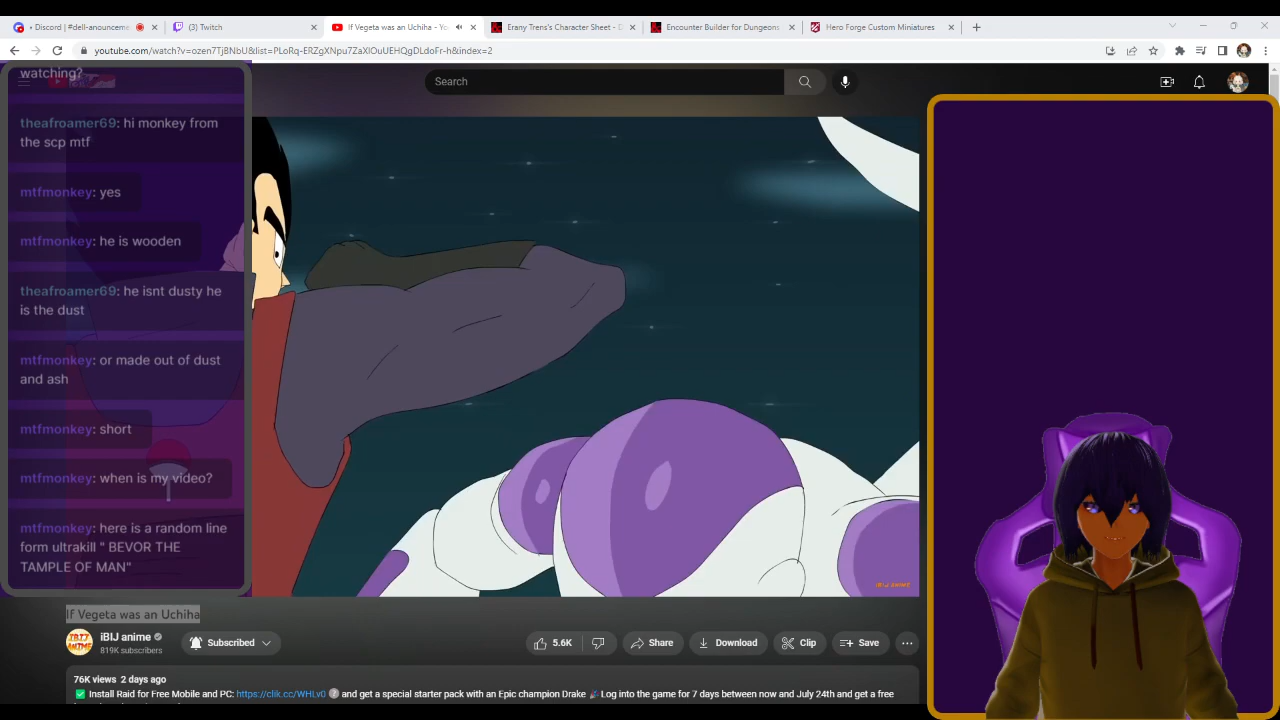 Discord | #dell-anounceme
(3) Twitch
If Vegeta was an Uchiha - You
Erany Trens's Character Sheet - D
Encounter Builder for Dungeons
Hero Forge Custom Miniatures
youtube.com/watch?v=ozen7TjBNbU&list=PLoRq-ERZgXNpu7ZaXlOuUEHQgDLdoFr-h&index=2
Search
watching?
theafroamer69: hi monkey from
the scp mtf
mtfmonkey: yes
mtfmonkey: he is wooden
theafroamer69: he isnt dusty he
is the dust
mtfmonkey: or made out of dust
and ash
mtfmonkey: short
mtfmonkey: when is my video?
mtfmonkey: here is a random line
form ultrakill " BEVOR THE
TAMPLE OF MAN"
IBIJ ANIME
If Vegeta was an Uchiha
IBIJ
ANIME
iBIJ anime
819K subscribers
Subscribed
5.6K
Share
Download
Clip
Save
76K views 2 days ago
Install Raid for Free Mobile and PC: https://clik.cc/WHLv0 and get a special starter pack with an Epic champion Drake Log into the game for 7 days between now and July 24th and get a free